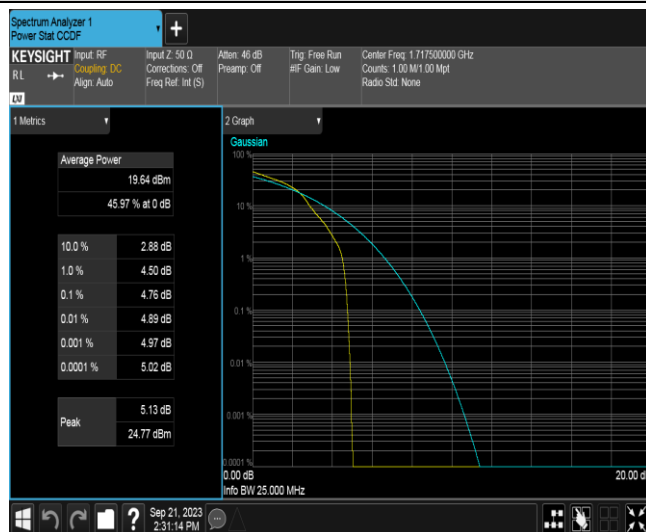 Spectrum Analyzer 1
Power Stat CCDF
KEYSIGHT
RL
Input: RF
Coupling: DC
Align: Auto
Input Z: 50 Ω
Corrections: Off
Freq Ref: Int (S)
Atten: 46 dB
Preamp: Off
Trig: Free Run
#IF Gain: Low
Center Freq: 1.717500000 GHz
Counts: 1.00 M/1.00 Mpt
Radio Std: None
LXI
1 Metrics
Average Power
19.64 dBm
45.97 % at 0 dB
10.0 % 2.88 dB
1.0 % 4.50 dB
0.1 % 4.76 dB
0.01 % 4.89 dB
0.001 % 4.97 dB
0.0001 % 5.02 dB
Peak 5.13 dB
24.77 dBm
2 Graph
Gaussian
100 %
10 %
1 %
0.1 %
0.01 %
0.001 %
0.0001 %
0.00 dB
20.00 d
Info BW 25.000 MHz
?
Sep 21, 2023
2:31:14 PM